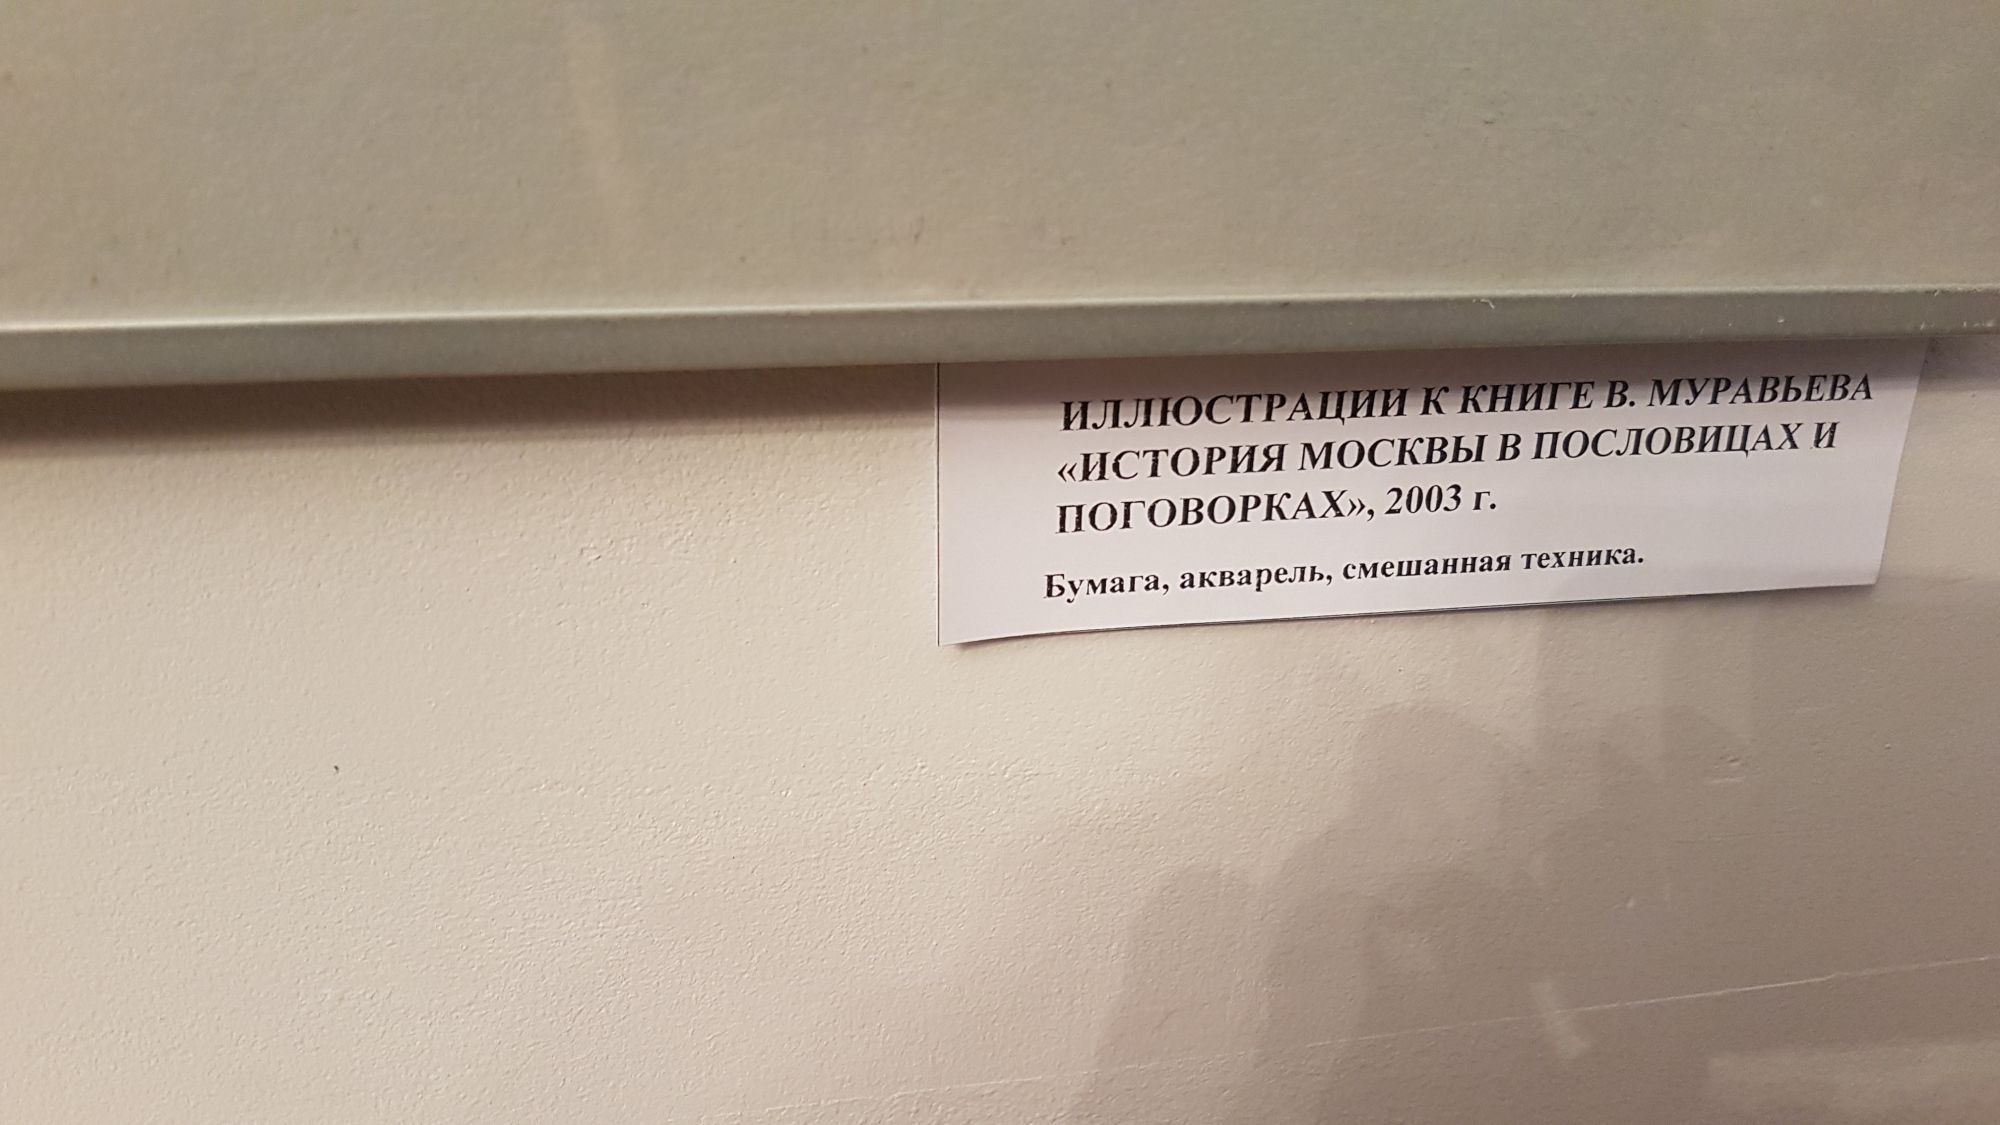 ИЛЛЮСТРАЦИИ К КНИГЕ В. МУРАВЬЕВА
«ИСТОРИЯ МОСКВЫ В ПОСЛОВИЦАХ И
ПОГОВОРКАХ», 2003 г.
Бумага, акварель, смешанная техника.